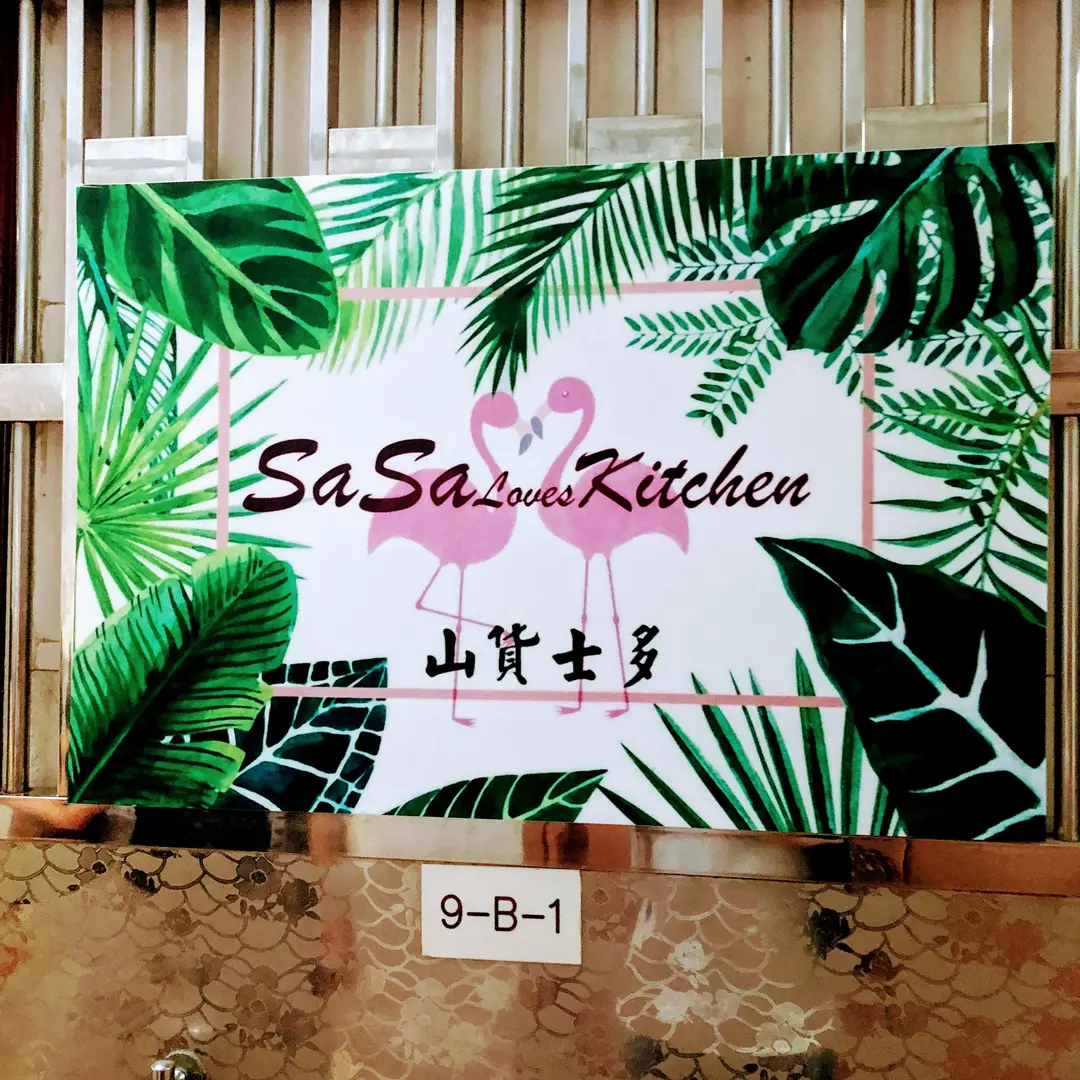 SaSa Loves Kitchen
山貨士多
9-B-1